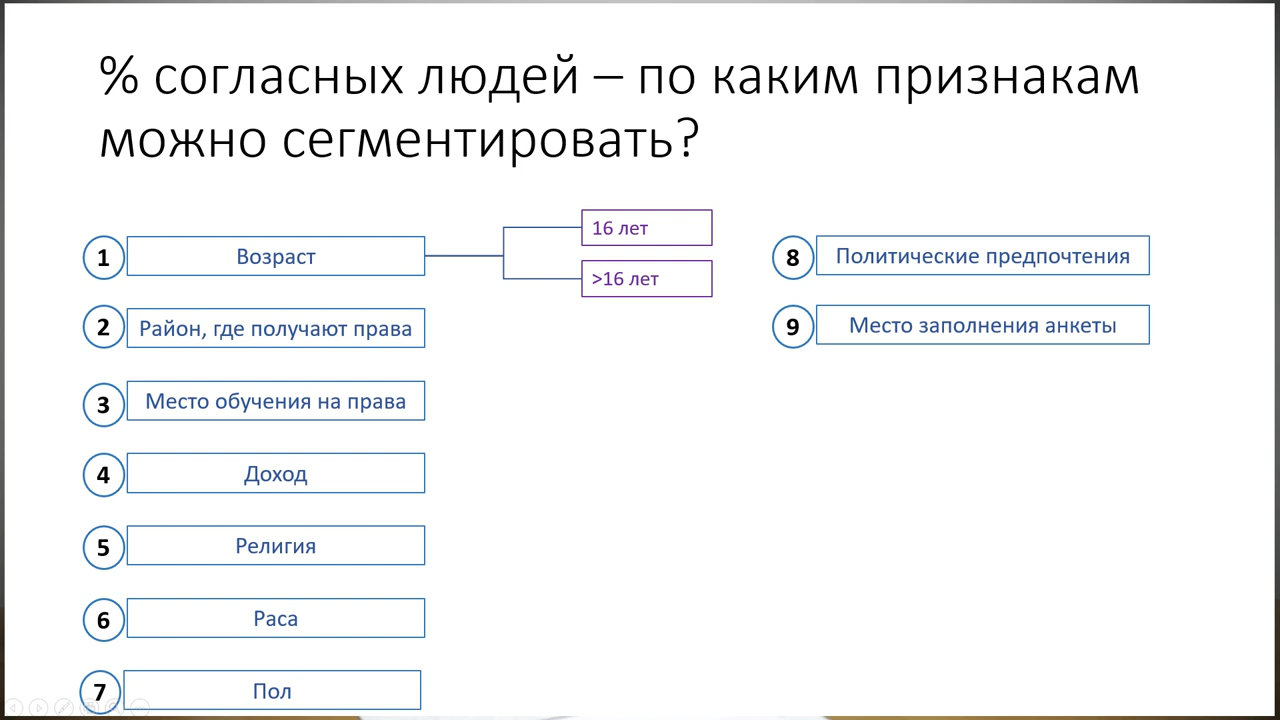 % согласных людей – по каким признакам
можно сегментировать?
1 Возраст
16 лет
>16 лет
2 Район, где получают права
3 Место обучения на права
4 Доход
5 Религия
6 Раса
7 Пол
8 Политические предпочтения
9 Место заполнения анкеты